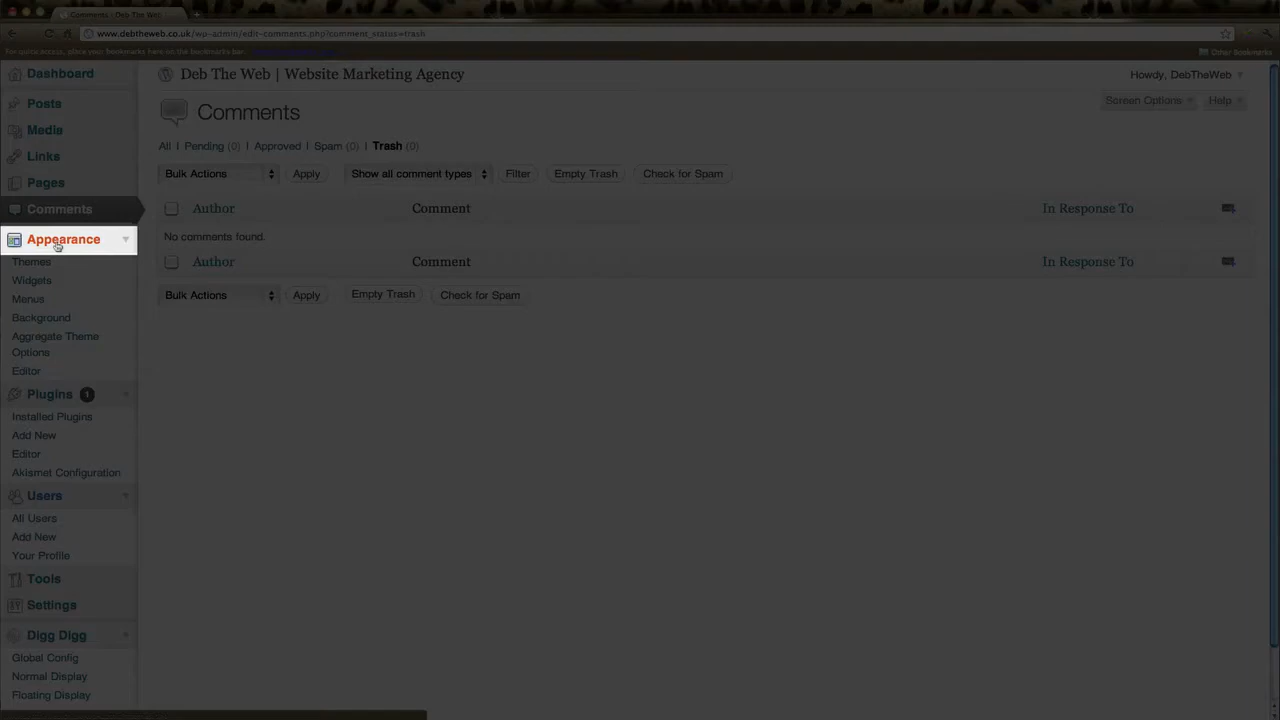 Comments ‹ Deb The Web
www.debtheweb.co.uk/wp-admin/edit-comments.php?comment_status=trash
For quick access, place your bookmarks here on the bookmarks bar.
Other Bookmarks
Dashboard
Posts
Media
Links
Pages
Comments
Appearance
Themes
Widgets
Menus
Background
Aggregate Theme
Options
Editor
Plugins 1
Installed Plugins
Add New
Editor
Akismet Configuration
Users
All Users
Add New
Your Profile
Tools
Settings
Digg Digg
Global Config
Normal Display
Floating Display
Deb The Web | Website Marketing Agency
Howdy, DebTheWeb
Screen Options Help
Comments
All | Pending (0) | Approved | Spam (0) | Trash (0)
Bulk Actions Apply Show all comment types Filter Empty Trash Check for Spam
Author Comment In Response To
No comments found.
Author Comment In Response To
Bulk Actions Apply Empty Trash Check for Spam